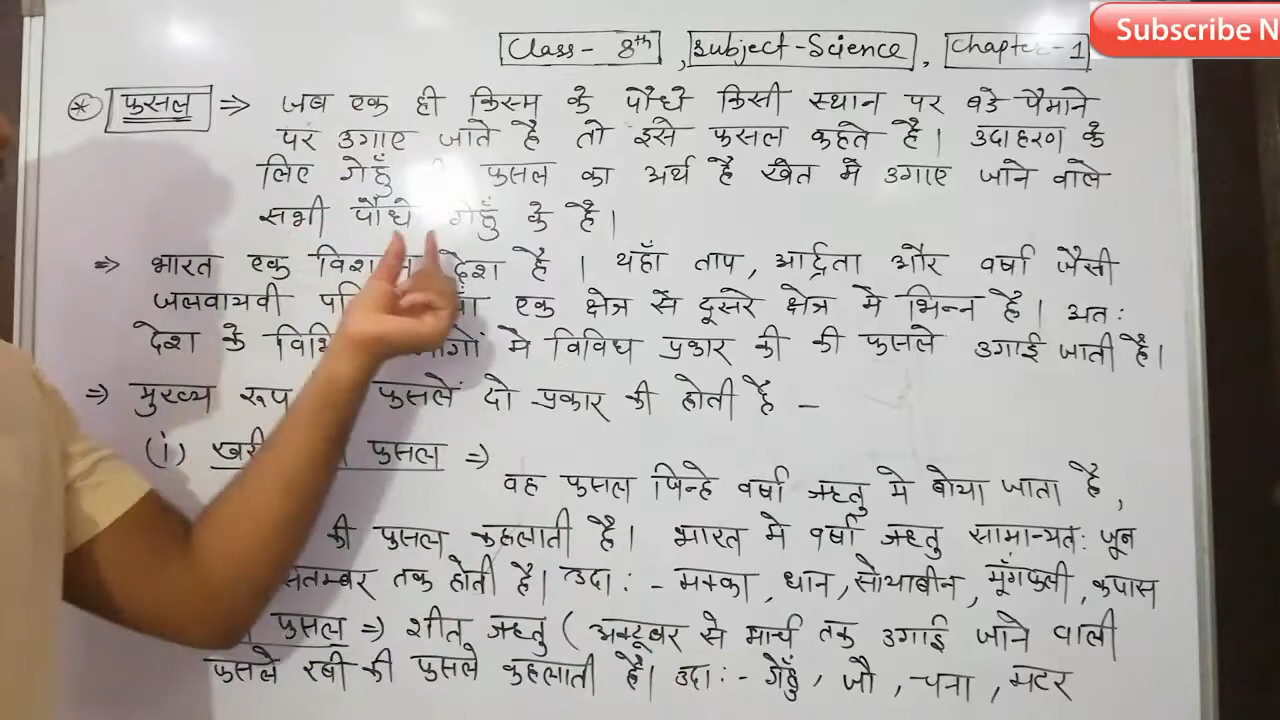 Subscribe N
Class- 8th , Subject-Science , Chapter-1
फसल ⇒ जब एक ही किस्म के पौधे किसी स्थान पर बडे पैमाने
पर उगाए जाते है तो इसे फसल कहते है। उदाहरण के
लिए गेहूँ फसल का अर्थ है खेत मे उगाए जाने वाले
सभी पौधे गेहूँ के है।
⇒ भारत एक देश है । यहाँ ताप, आर्द्रता और वर्षा जैसी
जलवायवी एक क्षेत्र से दूसरे क्षेत्र मे भिन्न है। अतः
देश के मे विविध प्रकार की की फसले उगाई जाती है।
⇒ मुख्य रूप फसलें दो प्रकार की होती है –
(i) फसल ⇒
वह फसल जिन्हे वर्षा ऋतु मे बोया जाता है,
की फसल कहलाती है। भारत मे वर्षा ऋतु सामान्यतः जून
सितम्बर तक होती है। उदा: - मक्का, धान, सोयाबीन, मूँगफली, कपास
फसल ⇒ शीत ऋतु ( अक्टूबर से मार्च तक उगाई जाने वाली
फसले रबी की फसले कहलाती है। उदा: - गेहूँ, जौ, चना, मटर